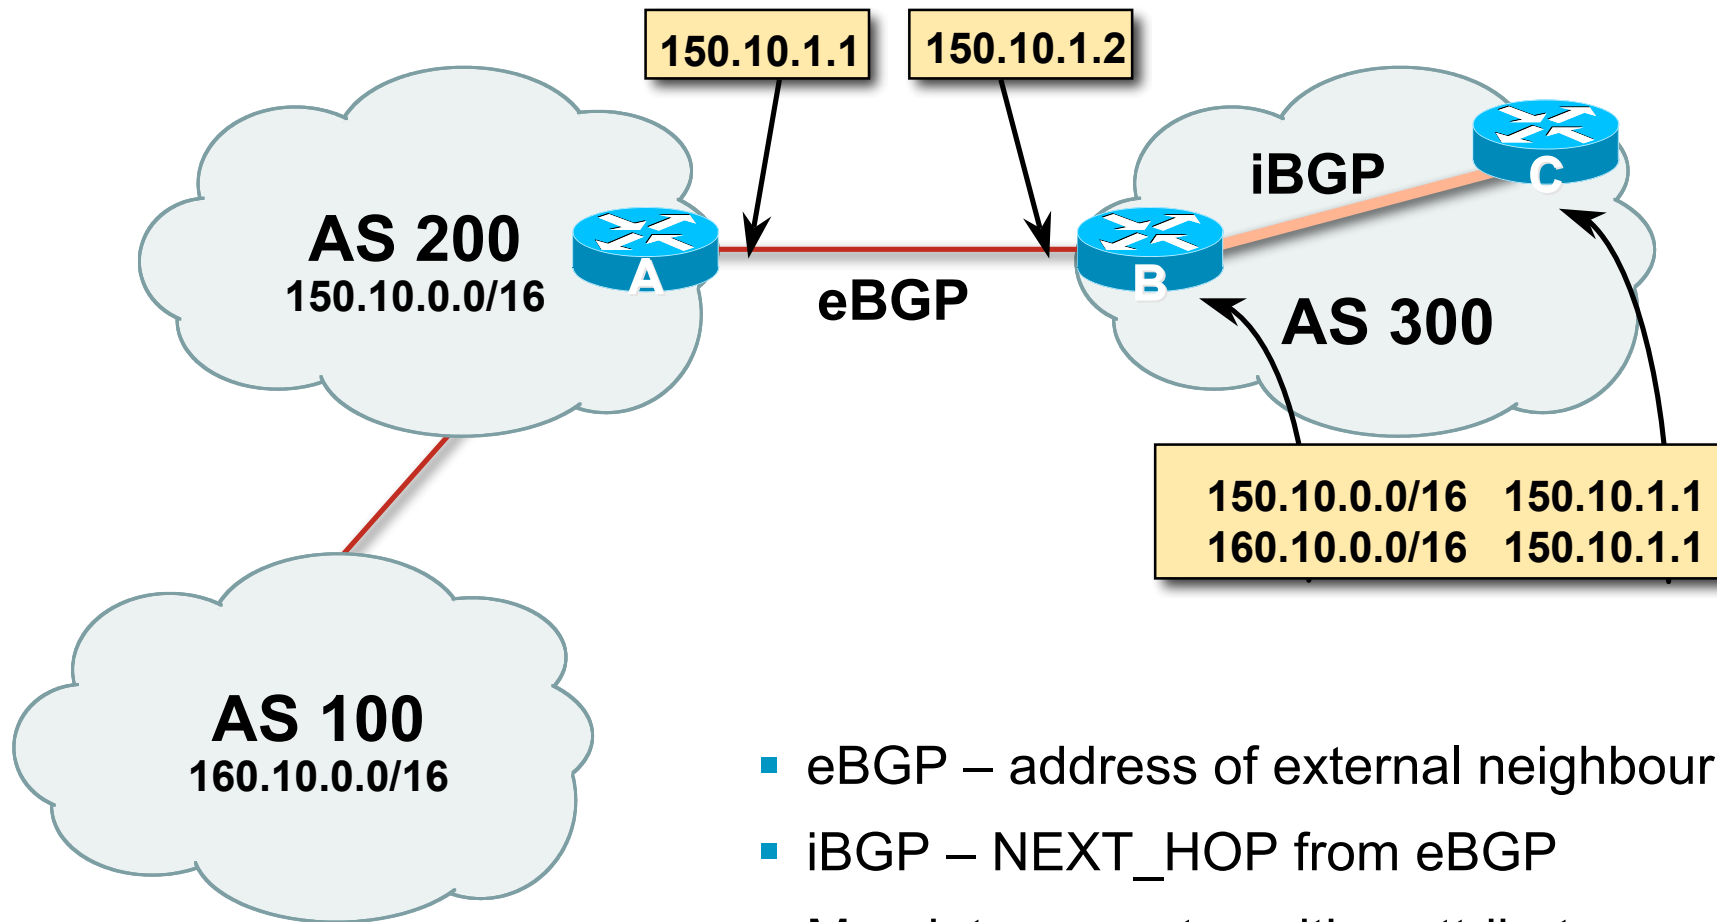 150.10.1.1
150.10.1.2
iBGP
C
AS 200
150.10.0.0/16
A
B
eBGP
AS 300
150.10.0.0/16 150.10.1.1
160.10.0.0/16 150.10.1.1
AS 100
160.10.0.0/16
▪ eBGP – address of external neighbour
▪ iBGP – NEXT_HOP from eBGP